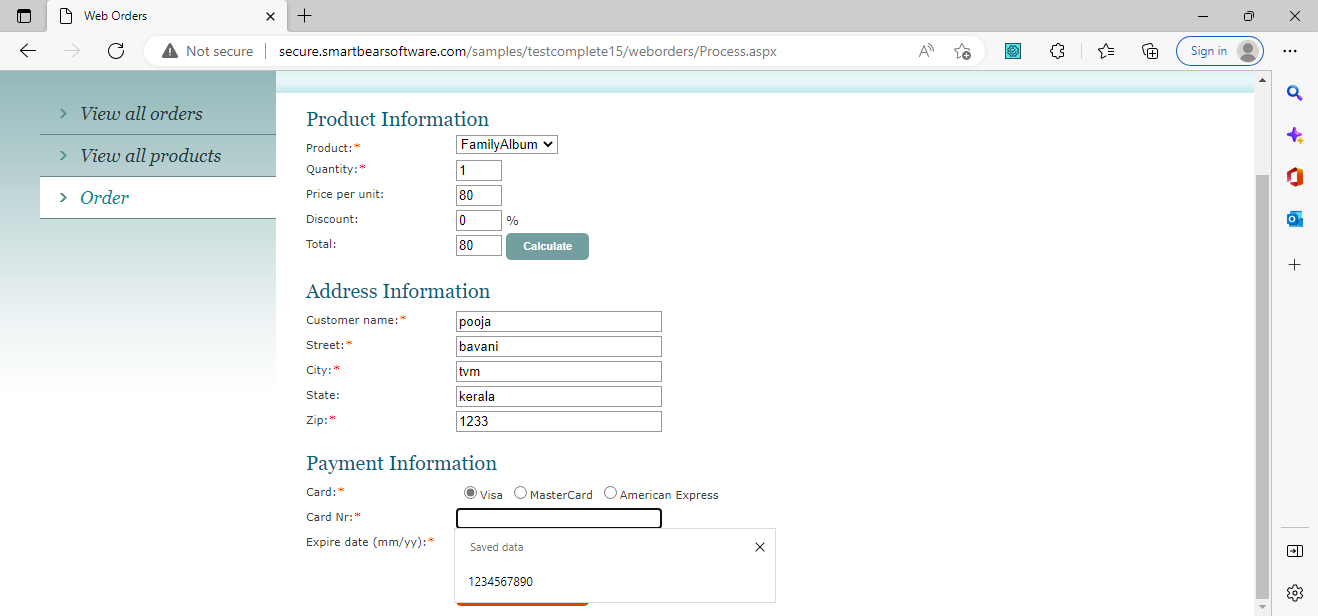 Web Orders
Not secure
secure.smartbearsoftware.com/samples/testcomplete15/weborders/Process.aspx
Sign in
View all orders
View all products
Order
Product Information
Product:* FamilyAlbum
Quantity:* 1
Price per unit: 80
Discount: 0 %
Total: 80 Calculate
Address Information
Customer name:* pooja
Street:* bavani
City:* tvm
State: kerala
Zip:* 1233
Payment Information
Card:* Visa MasterCard American Express
Card Nr:*
Expire date (mm/yy):*
Saved data
1234567890